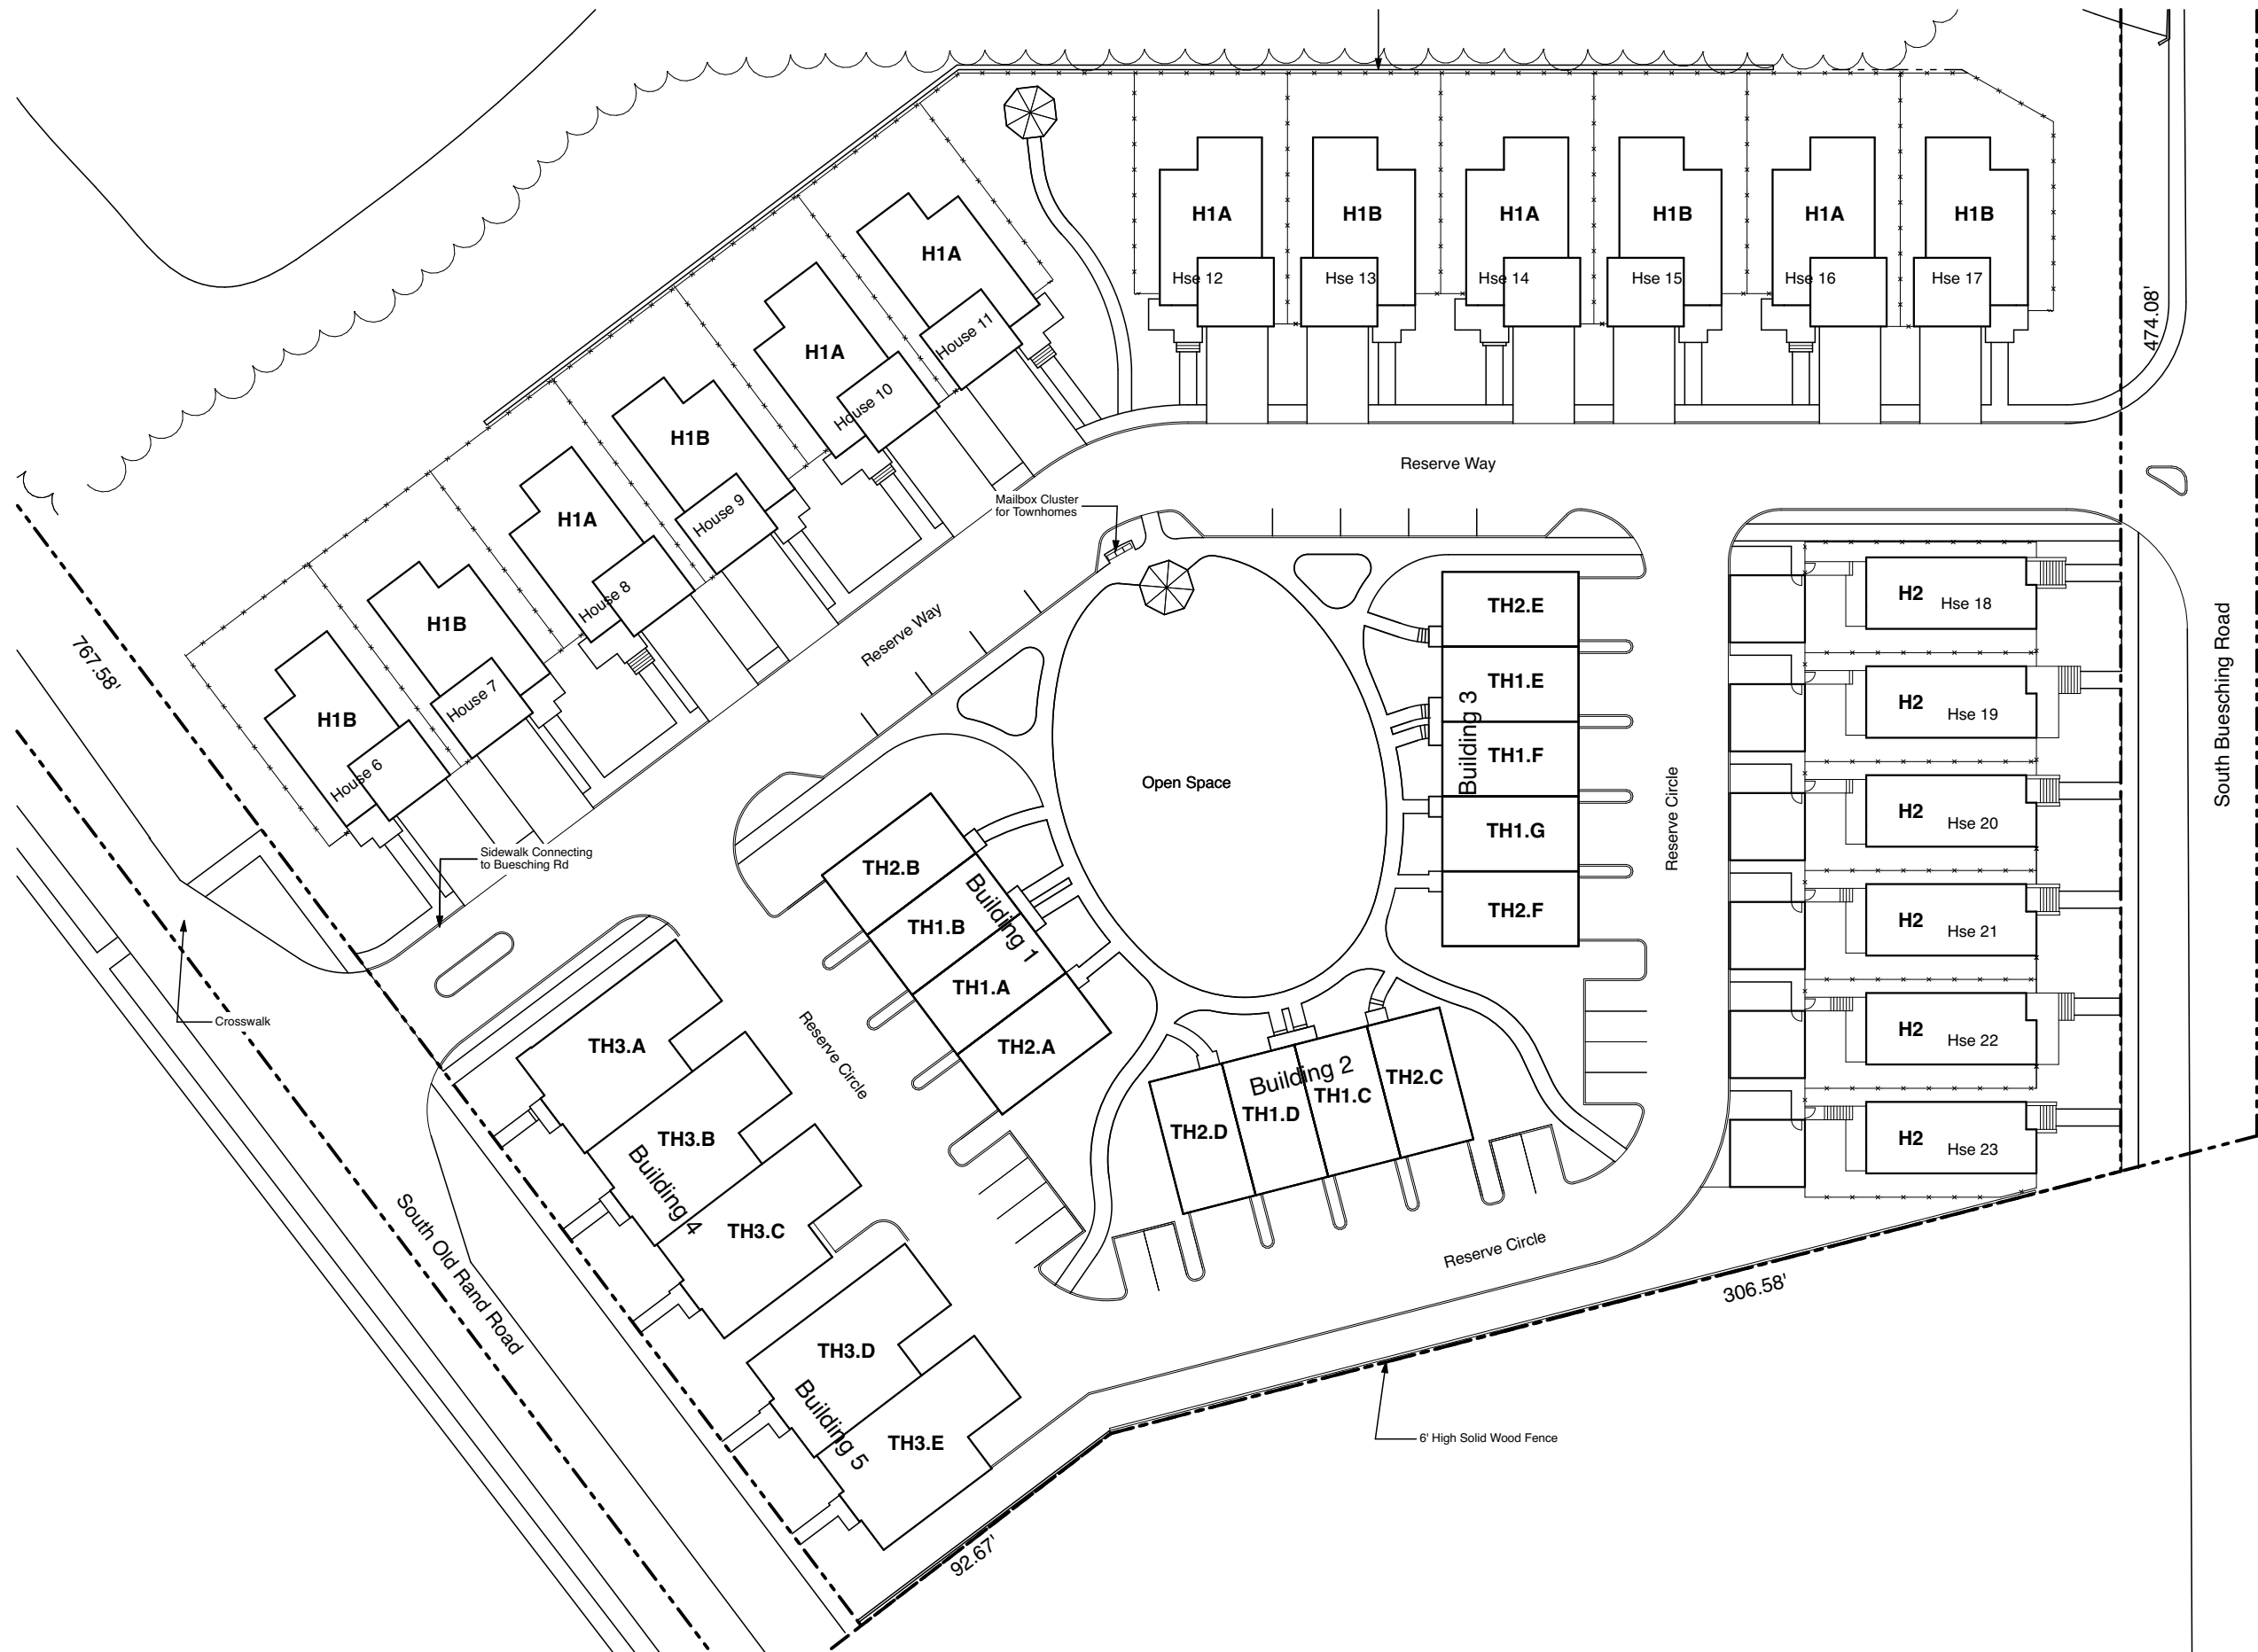 H1A
H1B
H1A
H1B
H1A
H1B
Hse 12
Hse 13
Hse 14
Hse 15
Hse 16
Hse 17
474.08'
H1A
House 11
H1A
House 10
H1B
House 9
H1A
House 8
H1B
House 7
H1B
House 6
767.58'
Reserve Way
Mailbox Cluster
for Townhomes
Reserve Way
Sidewalk Connecting
to Buesching Rd
Crosswalk
Open Space
TH2.E
TH1.E
TH1.F
TH1.G
TH2.F
Building 3
Reserve Circle
H2
Hse 18
H2
Hse 19
H2
Hse 20
H2
Hse 21
H2
Hse 22
H2
Hse 23
South Buesching Road
TH2.B
TH1.B
TH1.A
TH2.A
Building 1
Reserve Circle
TH2.D
TH1.D
TH1.C
TH2.C
Building 2
Reserve Circle
TH3.A
TH3.B
TH3.C
Building 4
TH3.D
TH3.E
Building 5
South Old Rand Road
306.58'
6' High Solid Wood Fence
92.67'